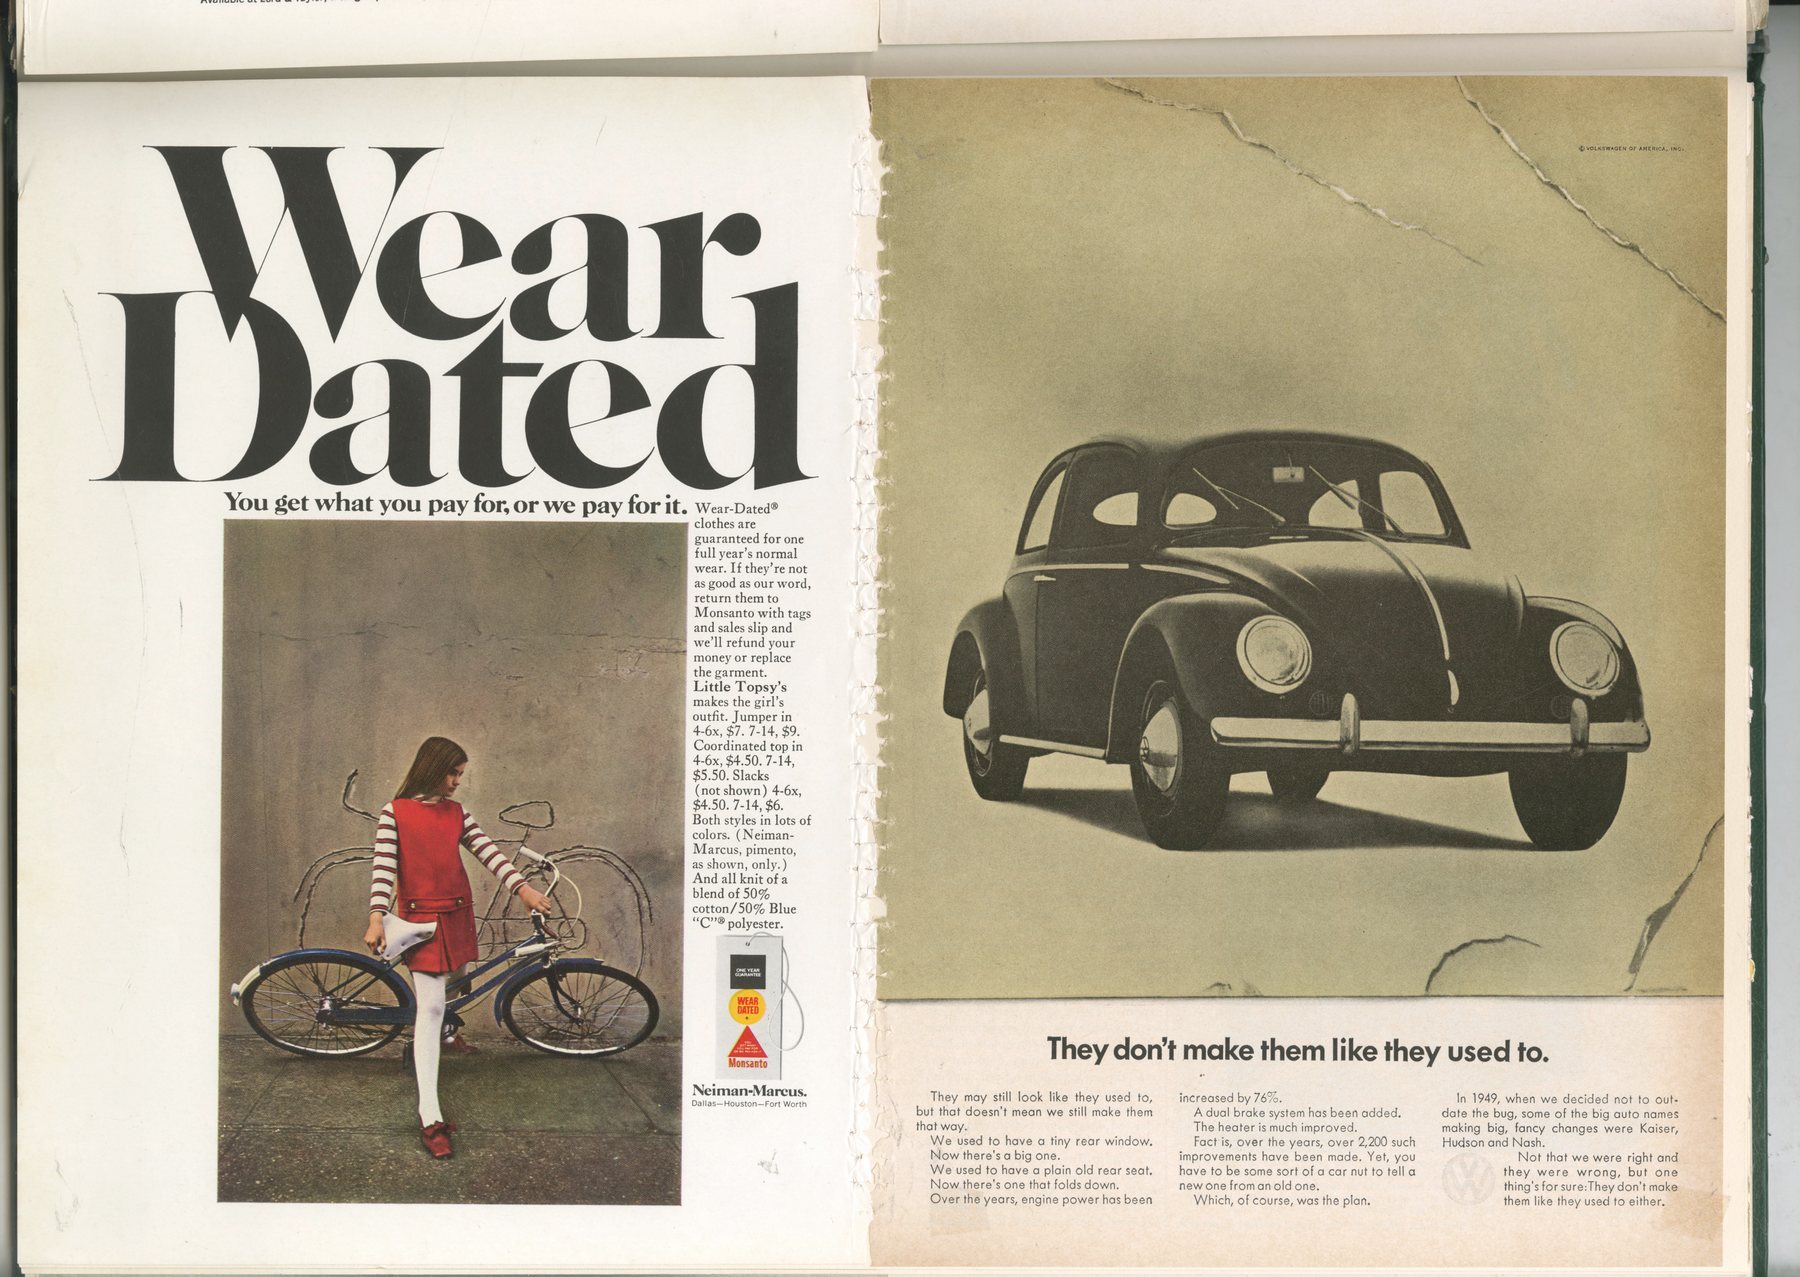 Wear
Dated
You get what you pay for, or we pay for it.
Wear-Dated®
clothes are
guaranteed for one
full year's normal
wear. If they're not
as good as our word,
return them to
Monsanto with tags
and sales slip and
we'll refund your
money or replace
the garment.
Little Topsy's
makes the girl's
outfit. Jumper in
4-6x, $7. 7-14, $9.
Coordinated top in
4-6x, $4.50. 7-14,
$5.50. Slacks
(not shown) 4-6x,
$4.50. 7-14, $6.
Both styles in lots of
colors. (Neiman-
Marcus, pimento,
as shown, only.)
And all knit of a
blend of 50%
cotton/50% Blue
"C"® polyester.
ONE YEAR
GUARANTEE
WEAR
DATED
Monsanto
Neiman-Marcus.
Dallas—Houston—Fort Worth
© VOLKSWAGEN OF AMERICA, INC.
They don't make them like they used to.
They may still look like they used to,
but that doesn't mean we still make them
that way.
We used to have a tiny rear window.
Now there's a big one.
We used to have a plain old rear seat.
Now there's one that folds down.
Over the years, engine power has been
increased by 76%.
A dual brake system has been added.
The heater is much improved.
Fact is, over the years, over 2,200 such
improvements have been made. Yet, you
have to be some sort of a car nut to tell a
new one from an old one.
Which, of course, was the plan.
In 1949, when we decided not to out-
date the bug, some of the big auto names
making big, fancy changes were Kaiser,
Hudson and Nash.
Not that we were right and
they were wrong, but one
thing's for sure: They don't make
them like they used to either.